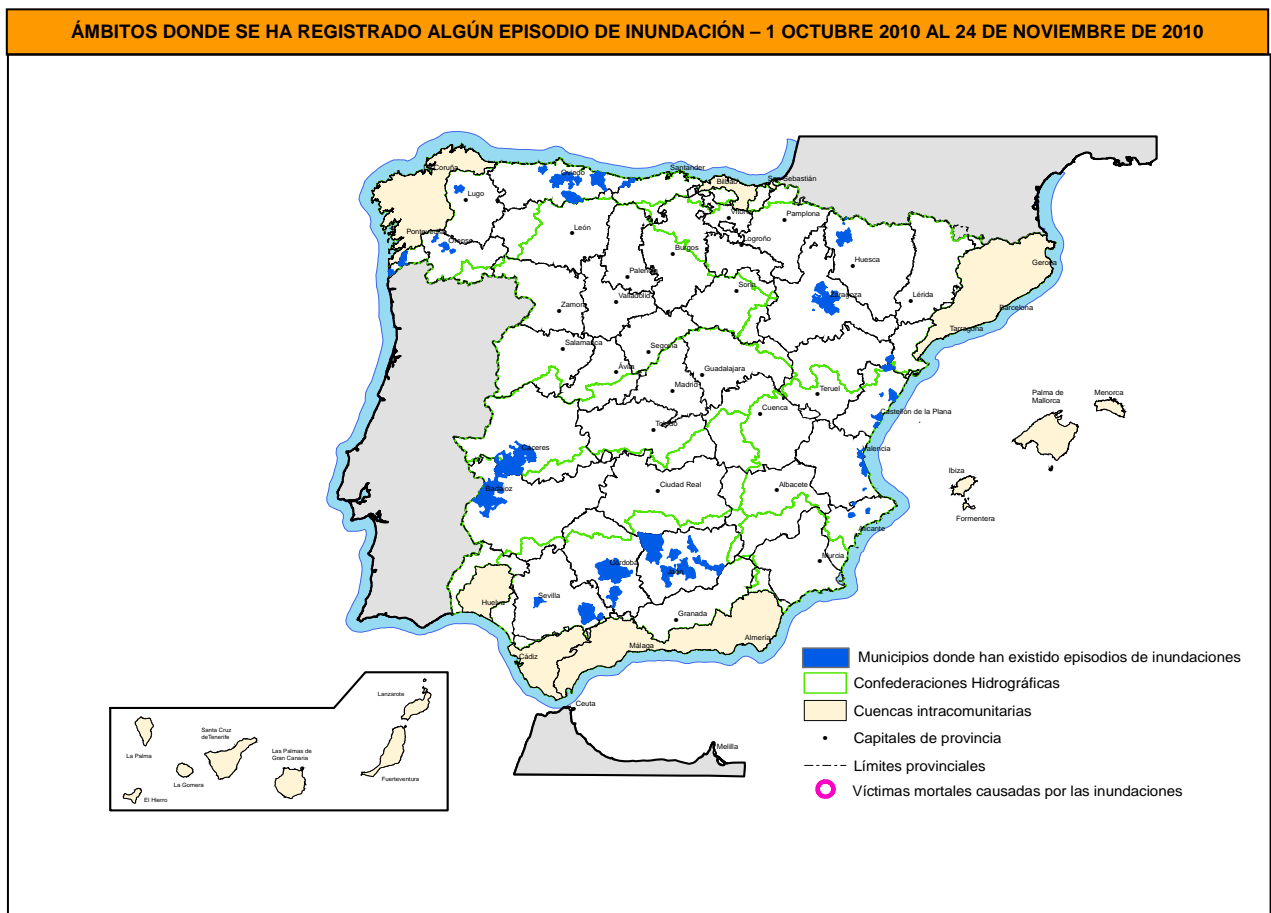 ÁMBITOS DONDE SE HA REGISTRADO ALGÚN EPISODIO DE INUNDACIÓN – 1 OCTUBRE 2010 AL 24 DE NOVIEMBRE DE 2010
Coruña
Lugo
Oviedo
Santander
Bilbao
San Sebastián
Vitoria
Pamplona
Pontevedra
Orense
León
Burgos
Logroño
Huesca
Gerona
Palencia
Zamora
Valladolid
Soria
Zaragoza
Lérida
Barcelona
Tarragona
Salamanca
Segovia
Ávila
Guadalajara
Madrid
Teruel
Cuenca
Castellón de la Plana
Palma de
Mallorca
Menorca
Toledo
Cáceres
Valencia
Ibiza
Formentera
Badajoz
Ciudad Real
Albacete
Alicante
Murcia
Córdoba
Jaén
Huelva
Sevilla
Granada
Almería
Málaga
Cádiz
Ceuta
Melilla
Lanzarote
Santa Cruz
deTenerife
Las Palmas de
Gran Canaria
La Palma
La Gomera
Fuerteventura
El Hierro
Municipios donde han existido episodios de inundaciones
Confederaciones Hidrográficas
Cuencas intracomunitarias
Capitales de provincia
Límites provinciales
Víctimas mortales causadas por las inundaciones